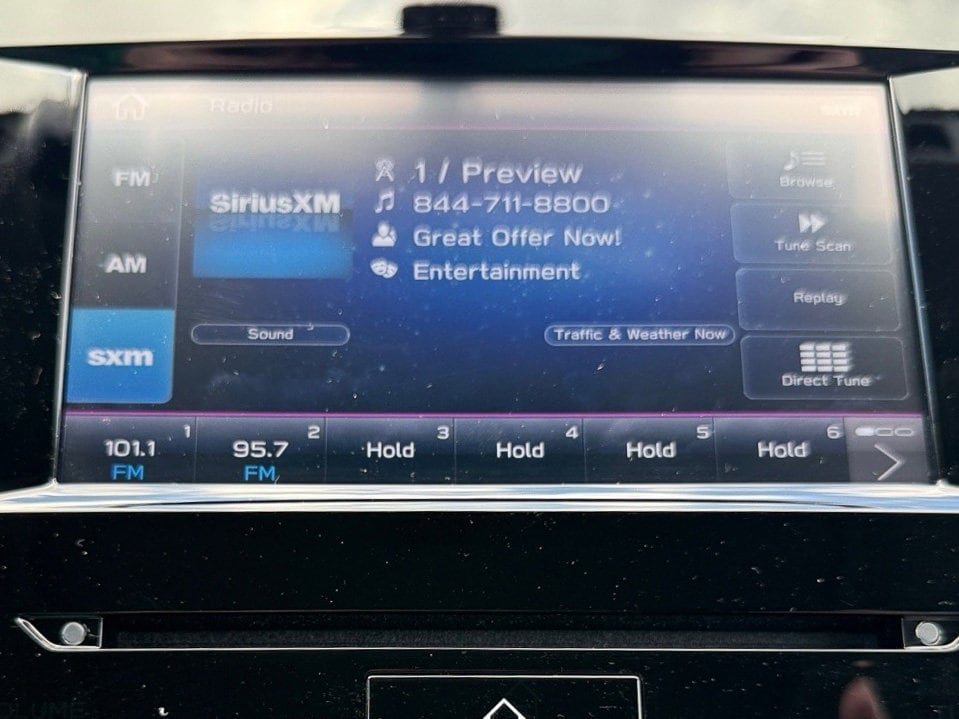 Radio
sxm
FM
AM
sxm
SiriusXM
1 / Preview
844-711-8800
Great Offer Now!
Entertainment
Sound
Traffic & Weather Now
Browse
Tune Scan
Replay
Direct Tune
1
101.1
FM
2
95.7
FM
3
Hold
4
Hold
5
Hold
6
Hold
VOLUME